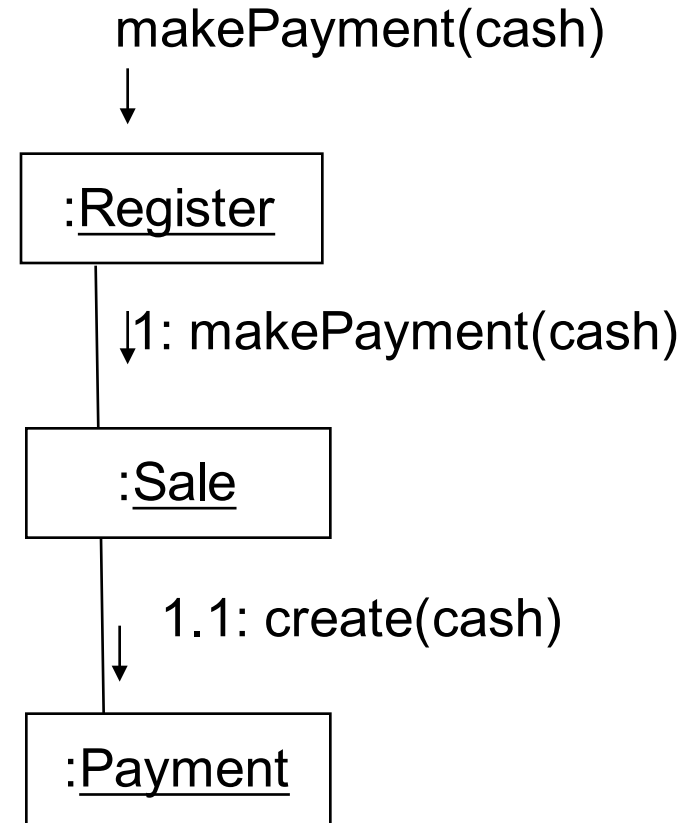 makePayment(cash)
:Register
1: makePayment(cash)
:Sale
1.1: create(cash)
:Payment